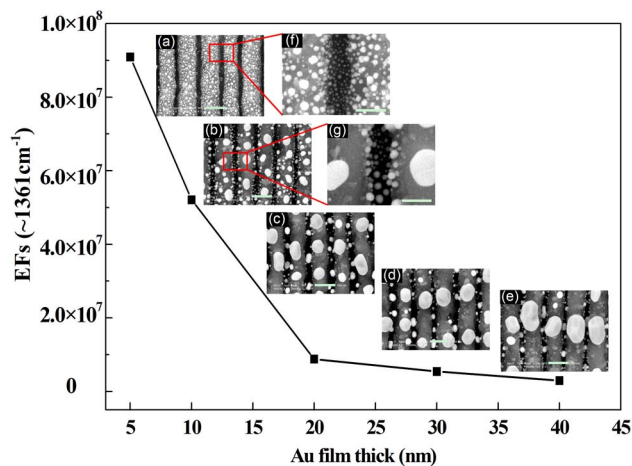 1.0×10⁸
8.0×10⁷
6.0×10⁷
4.0×10⁷
2.0×10⁷
0
EFs (~1361cm⁻¹)
(a)
(f)
(b)
(g)
(c)
(d)
(e)
5 10 15 20 25 30 35 40 45
Au film thick (nm)